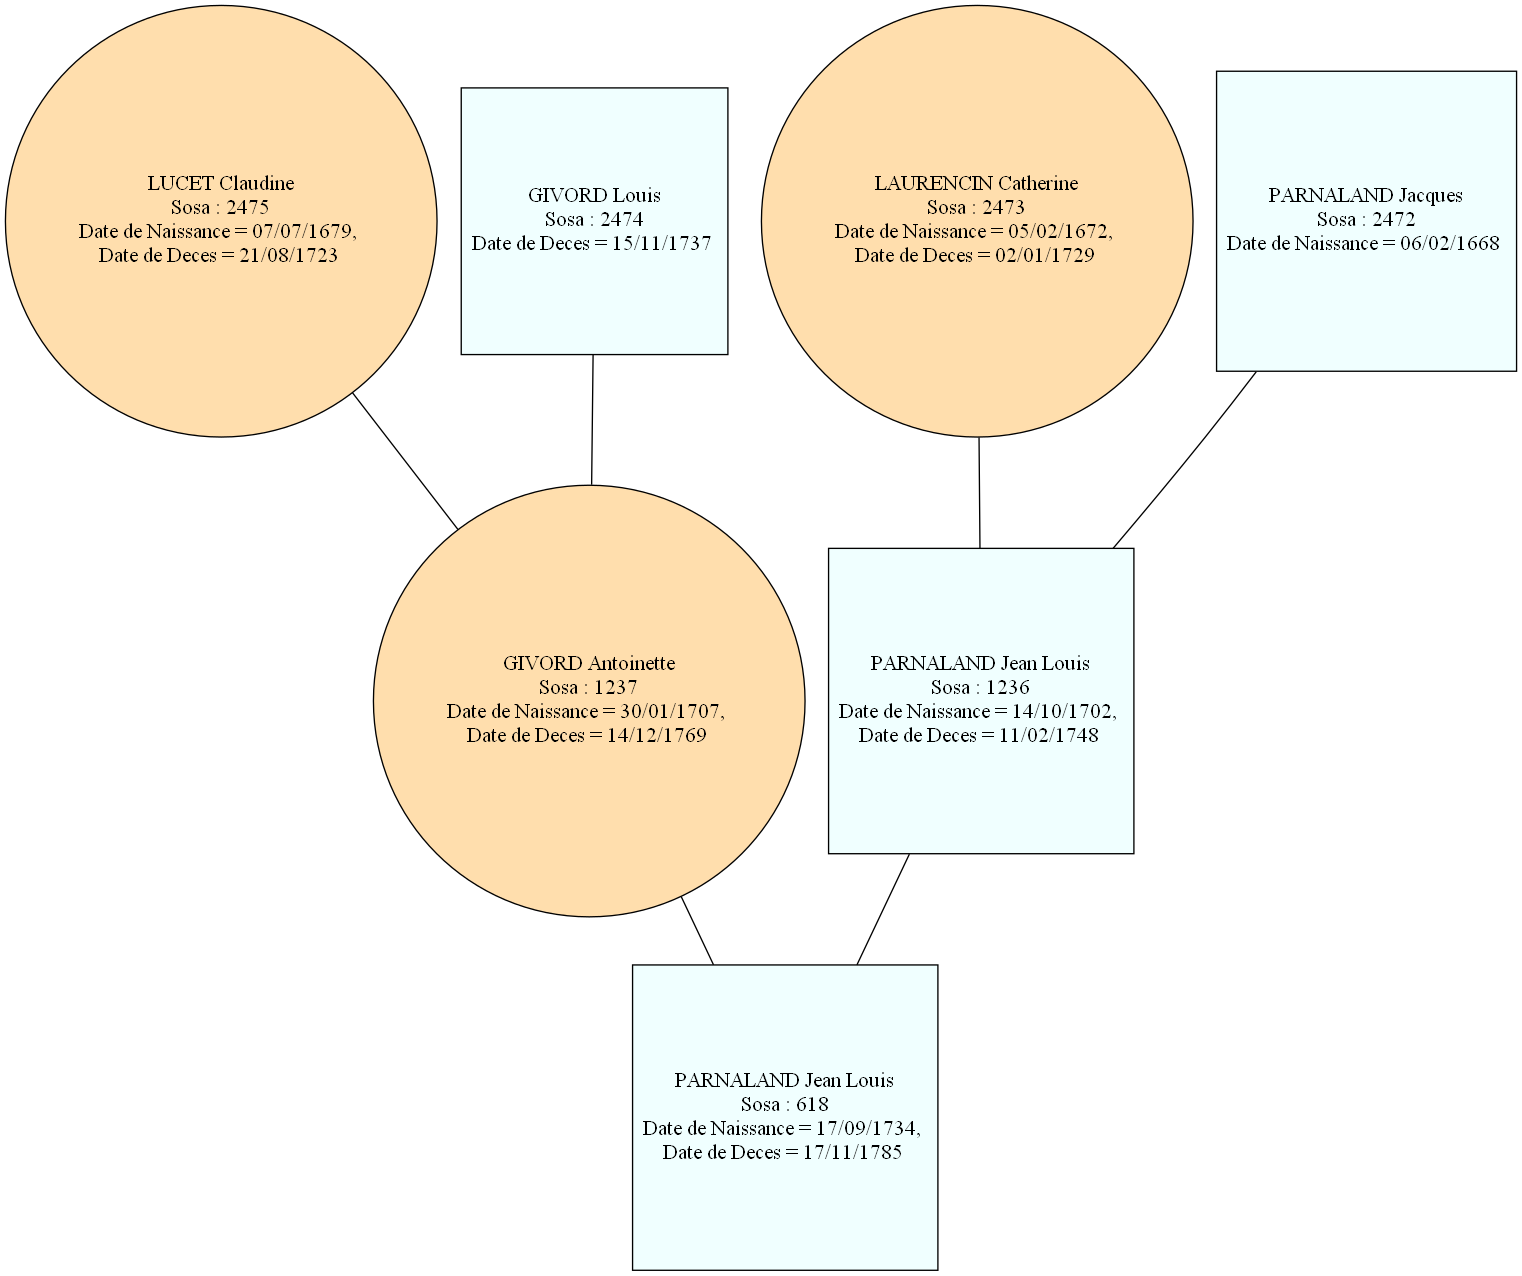 LUCET Claudine
Sosa : 2475
Date de Naissance = 07/07/1679,
Date de Deces = 21/08/1723
GIVORD Louis
Sosa : 2474
Date de Deces = 15/11/1737
LAURENCIN Catherine
Sosa : 2473
Date de Naissance = 05/02/1672,
Date de Deces = 02/01/1729
PARNALAND Jacques
Sosa : 2472
Date de Naissance = 06/02/1668
GIVORD Antoinette
Sosa : 1237
Date de Naissance = 30/01/1707,
Date de Deces = 14/12/1769
PARNALAND Jean Louis
Sosa : 1236
Date de Naissance = 14/10/1702,
Date de Deces = 11/02/1748
PARNALAND Jean Louis
Sosa : 618
Date de Naissance = 17/09/1734,
Date de Deces = 17/11/1785